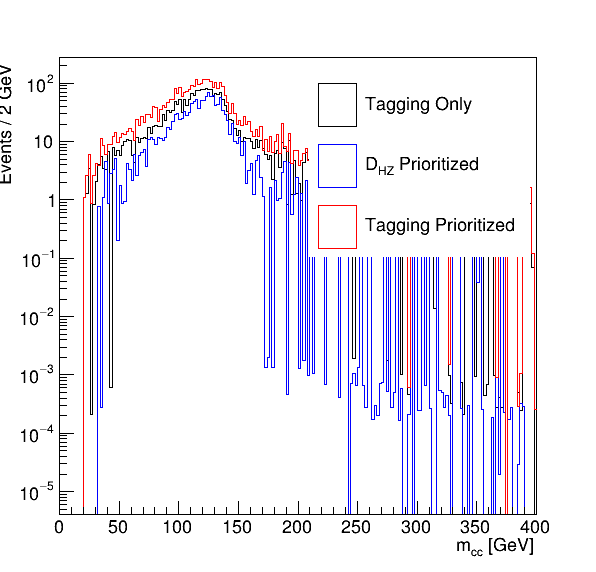 Events / 2 GeV
10²
10
1
10⁻¹
10⁻²
10⁻³
10⁻⁴
10⁻⁵
Tagging Only
D_HZ Prioritized
Tagging Prioritized
0 50 100 150 200 250 300 350 400
m_cc [GeV]